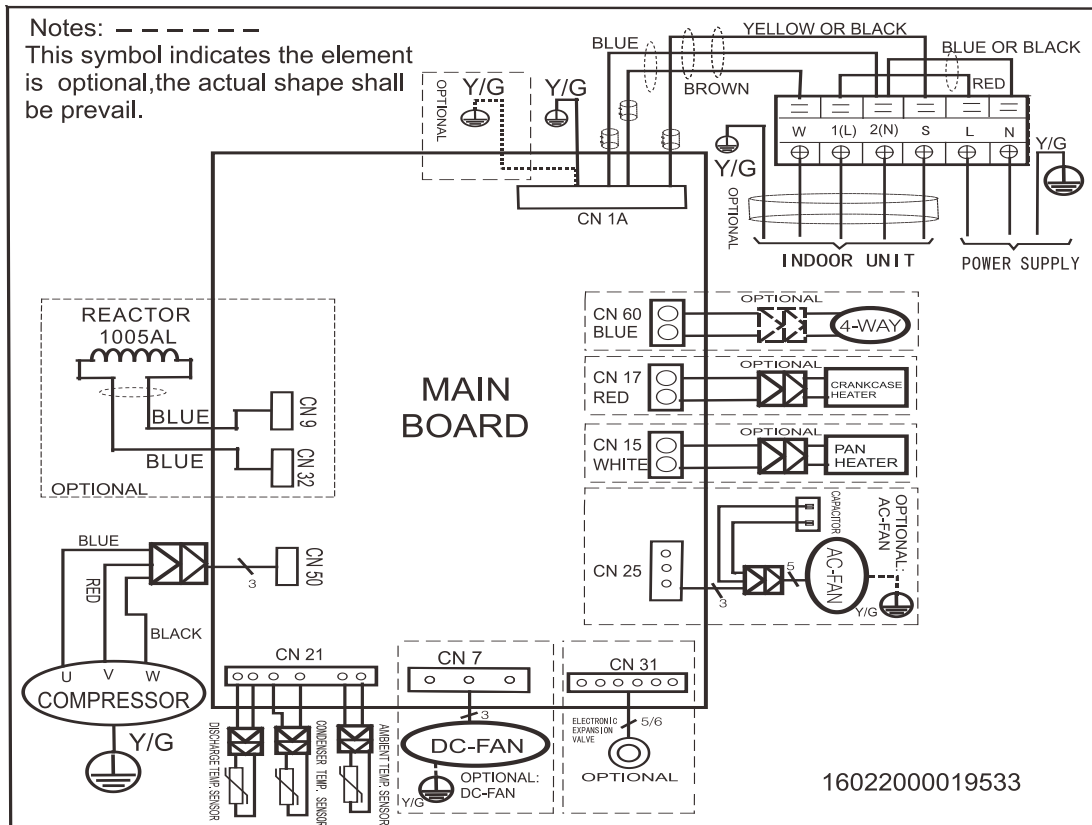 Notes: – – – – – –
This symbol indicates the element
is optional,the actual shape shall
be prevail.
OPTIONAL
Y/G
Y/G
BLUE
YELLOW OR BLACK
BROWN
BLUE OR BLACK
RED
W 1(L) 2(N) S L N
Y/G
Y/G
OPTIONAL
INDOOR UNIT
POWER SUPPLY
CN 1A
REACTOR
1005AL
BLUE
CN 9
BLUE
CN 32
OPTIONAL
MAIN
BOARD
CN 60
BLUE
OPTIONAL
4-WAY
CN 17
RED
OPTIONAL
CRANKCASE
HEATER
CN 15
WHITE
OPTIONAL
PAN
HEATER
CN 25
3
CAPACITOR
5
AC-FAN
Y/G
OPTIONAL:
AC-FAN
BLUE
RED
BLACK
3
CN 50
U V W
COMPRESSOR
Y/G
CN 21
DISCHARGE TEMP. SENSOR
CONDENSER TEMP. SENSOR
AMBIENT TEMP. SENSOR
CN 7
3
DC-FAN
Y/G
OPTIONAL:
DC-FAN
CN 31
5/6
ELECTRONIC
EXPANSION
VALVE
OPTIONAL
16022000019533